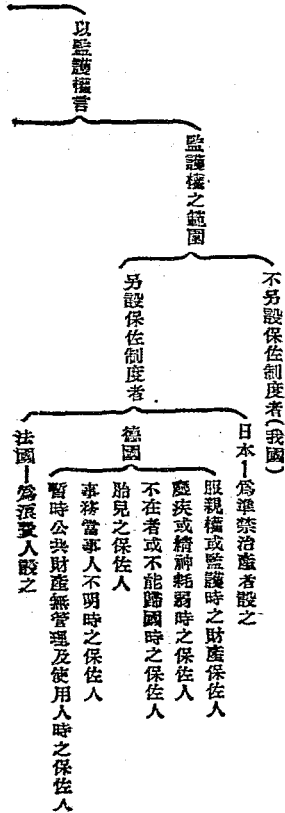 以監護權言
監護權之範圍
不另設保佐制度者(我國)
另設保佐制度者
日本—爲準禁治產者設之
德國
服親權或監護時之財產保佐人
廢疾或精神耗弱時之保佐人
不在者或不能歸國時之保佐人
胎兒之保佐人
事務當事人不明時之保佐人
暫時公共財產無管理及使用人時之保佐人
法國—爲浪費人設之